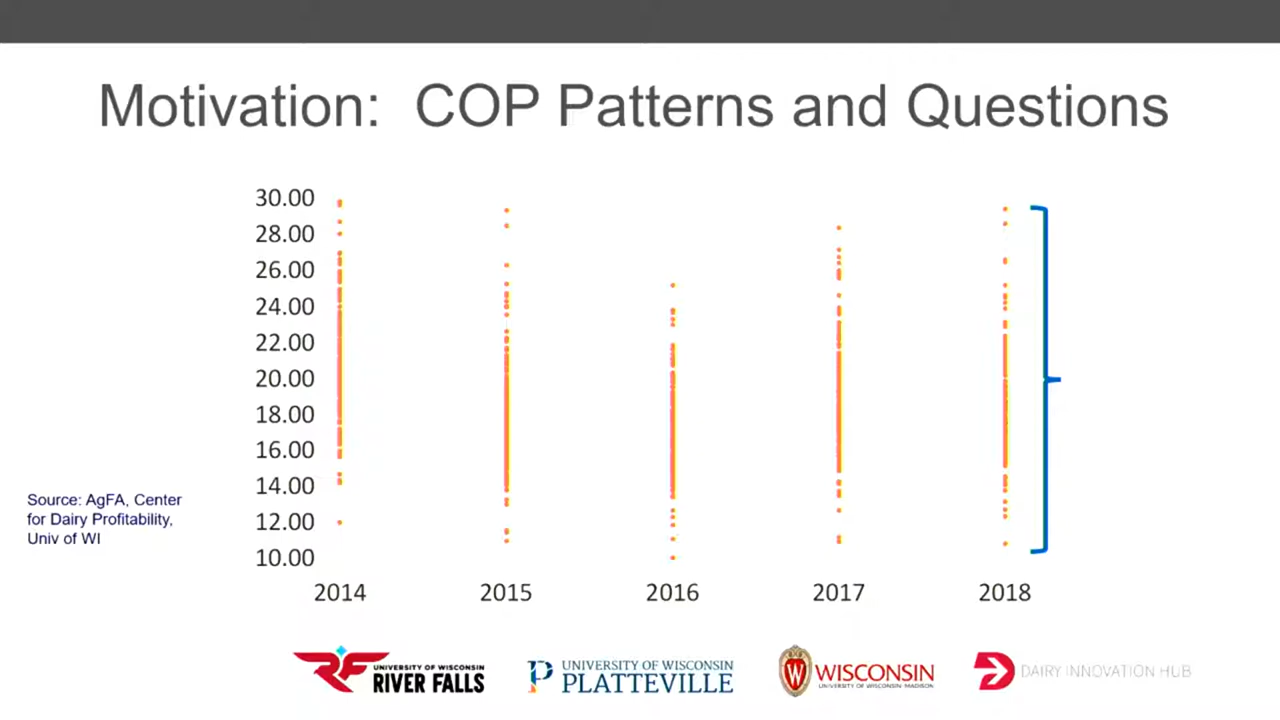 Motivation: COP Patterns and Questions
30.00
28.00
26.00
24.00
22.00
20.00
18.00
16.00
14.00
12.00
10.00
Source: AgFA, Center
for Dairy Profitability,
Univ of WI
2014 2015 2016 2017 2018
UNIVERSITY OF WISCONSIN
RIVER FALLS
UNIVERSITY OF WISCONSIN
PLATTEVILLE
W
WISCONSIN
UNIVERSITY OF WISCONSIN-MADISON
DAIRY INNOVATION HUB